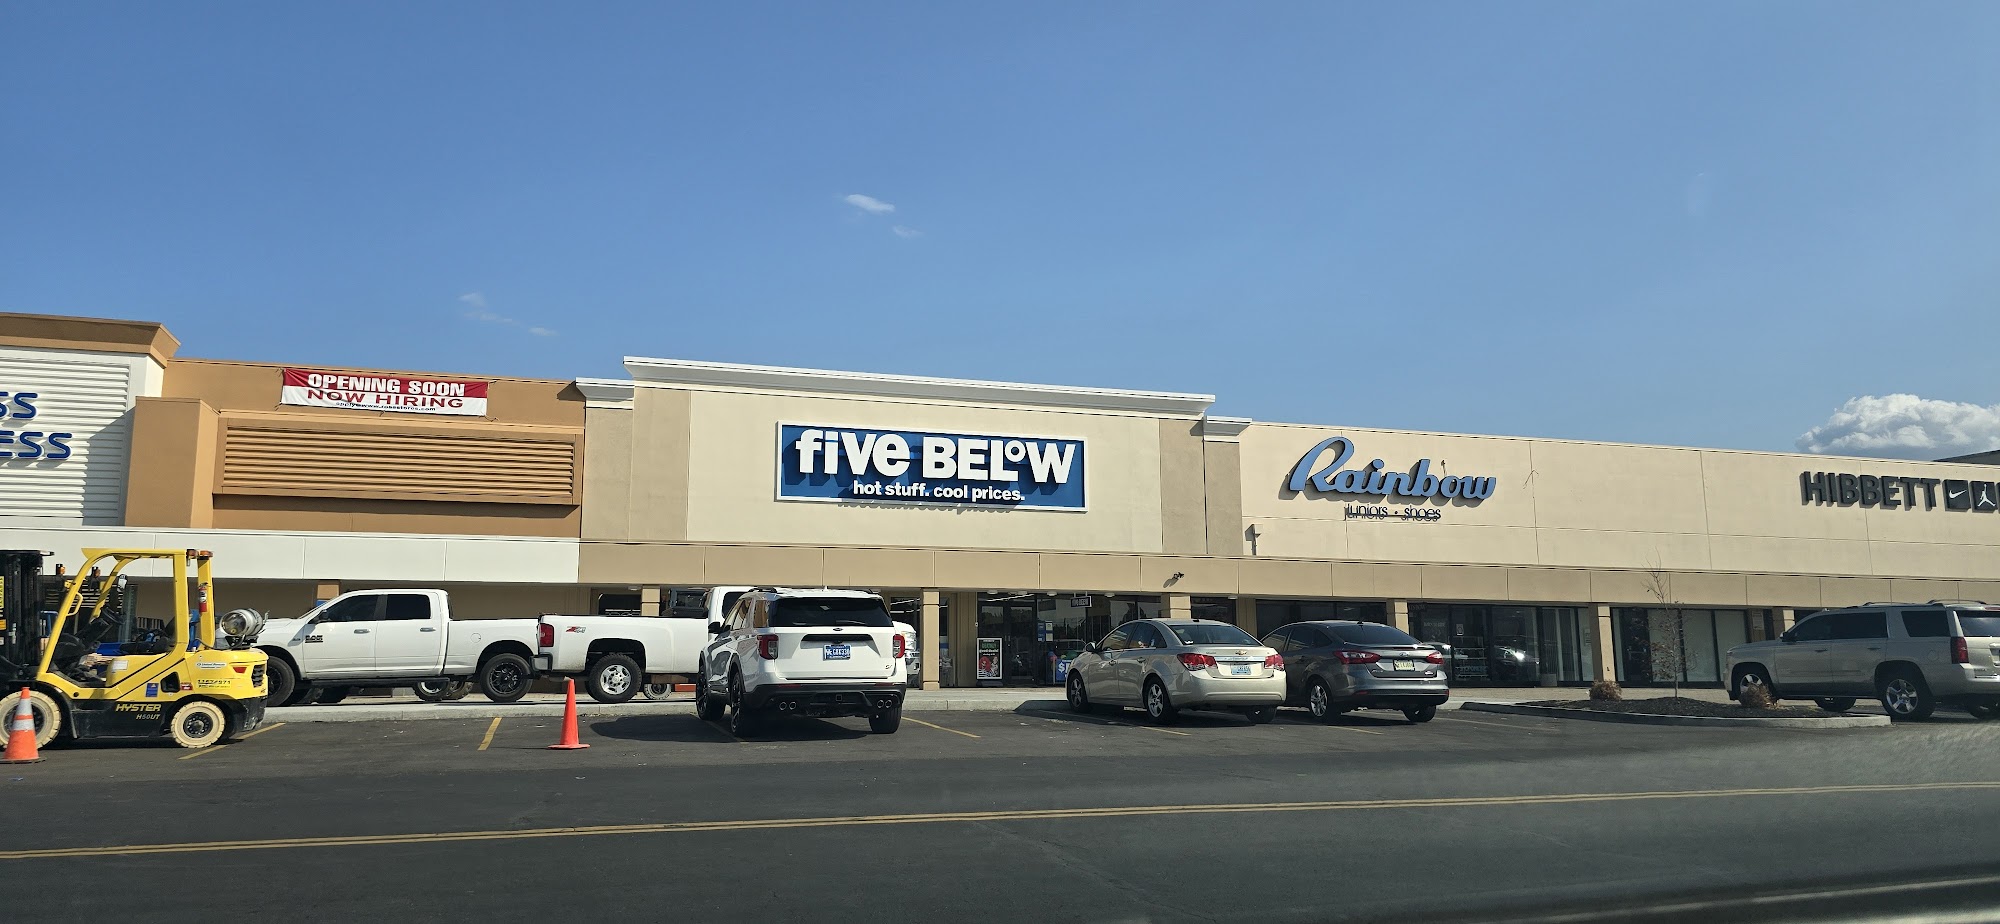 SS
ESS
OPENING SOON
NOW HIRING
five BELOW
hot stuff. cool prices.
Rainbow
juniors • shoes
HIBBETT
HYSTER
H50UT